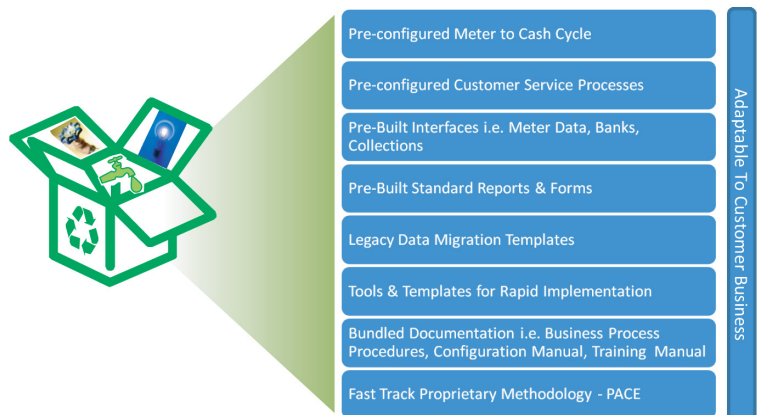 Pre-configured Meter to Cash Cycle
Pre-configured Customer Service Processes
Pre-Built Interfaces i.e. Meter Data, Banks,
Collections
Pre-Built Standard Reports & Forms
Legacy Data Migration Templates
Tools & Templates for Rapid Implementation
Bundled Documentation i.e. Business Process
Procedures, Configuration Manual, Training Manual
Fast Track Proprietary Methodology - PACE
Adaptable To Customer Business